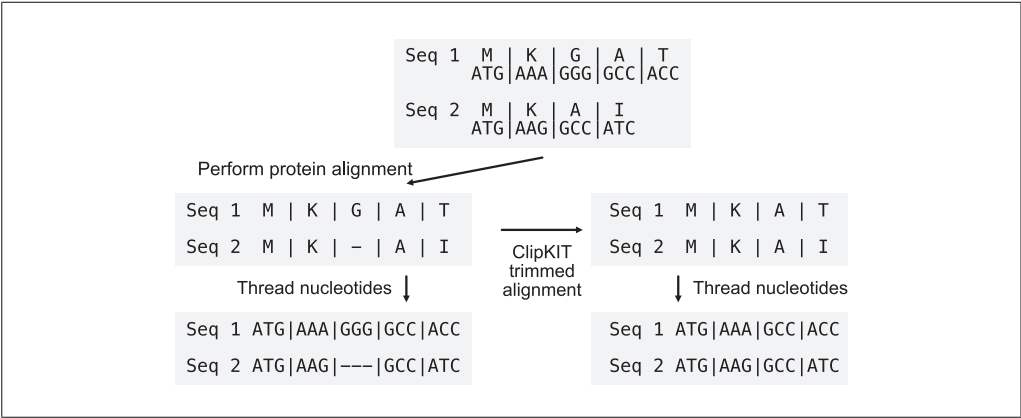 Seq 1 M | K | G | A | T
ATG|AAA|GGG|GCC|ACC
Seq 2 M | K | A | I
ATG|AAG|GCC|ATC
Perform protein alignment
Seq 1 M | K | G | A | T
Seq 2 M | K | – | A | I
ClipKIT
trimmed
alignment
Seq 1 M | K | A | T
Seq 2 M | K | A | I
Thread nucleotides
Thread nucleotides
Seq 1 ATG|AAA|GGG|GCC|ACC
Seq 2 ATG|AAG|–––|GCC|ATC
Seq 1 ATG|AAA|GCC|ACC
Seq 2 ATG|AAG|GCC|ATC